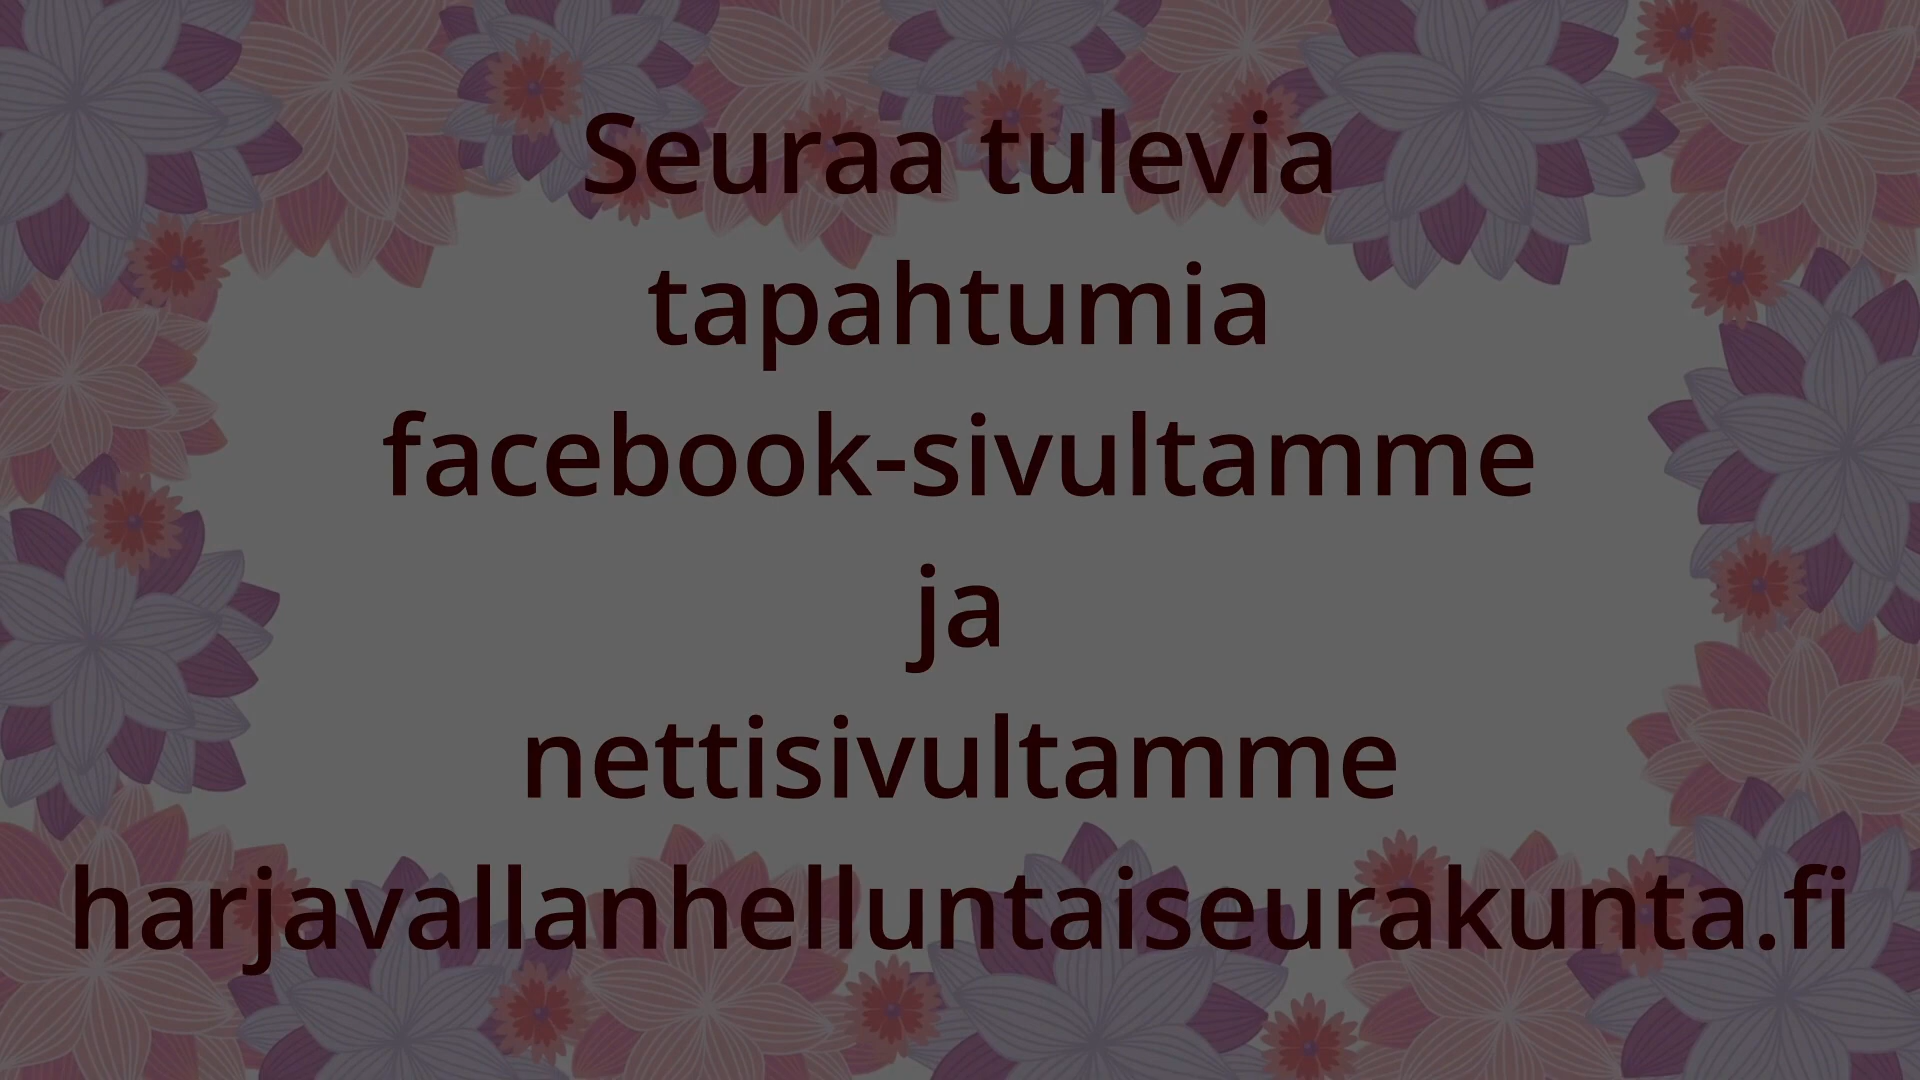 Seuraa tulevia
tapahtumia
facebook-sivultamme
ja
nettisivultamme
harjavallanhelluntaiseurakunta.fi